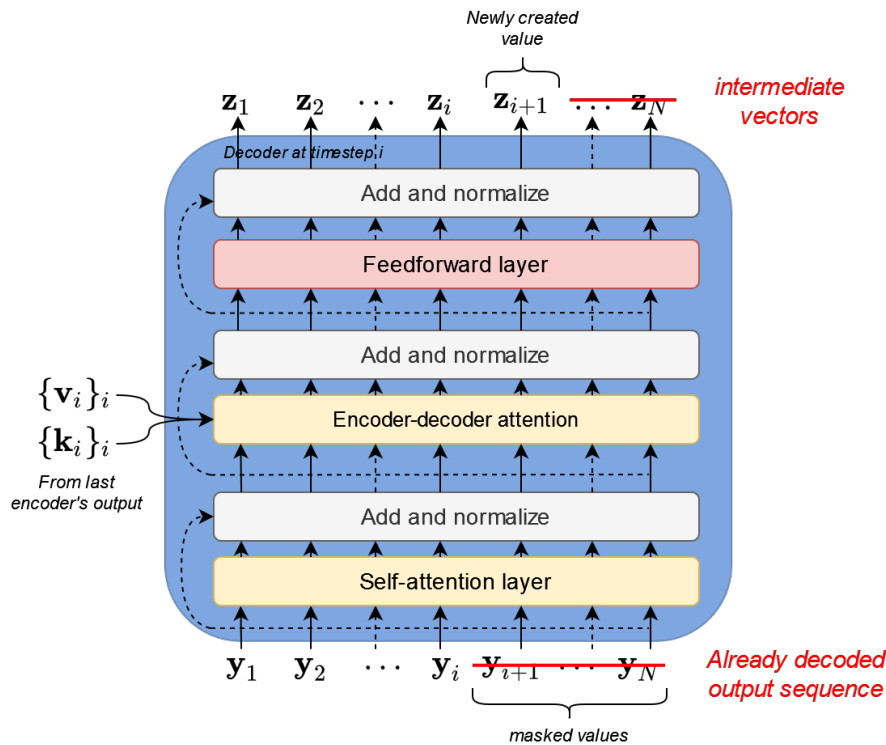 Newly created
value
z₁ z₂ ... zᵢ zᵢ₊₁ ... z_N
intermediate
vectors
Decoder at timestep i
Add and normalize
Feedforward layer
Add and normalize
{vᵢ}ᵢ
Encoder-decoder attention
{kᵢ}ᵢ
From last
encoder's output
Add and normalize
Self-attention layer
y₁ y₂ ... yᵢ yᵢ₊₁ ... y_N
Already decoded
output sequence
masked values